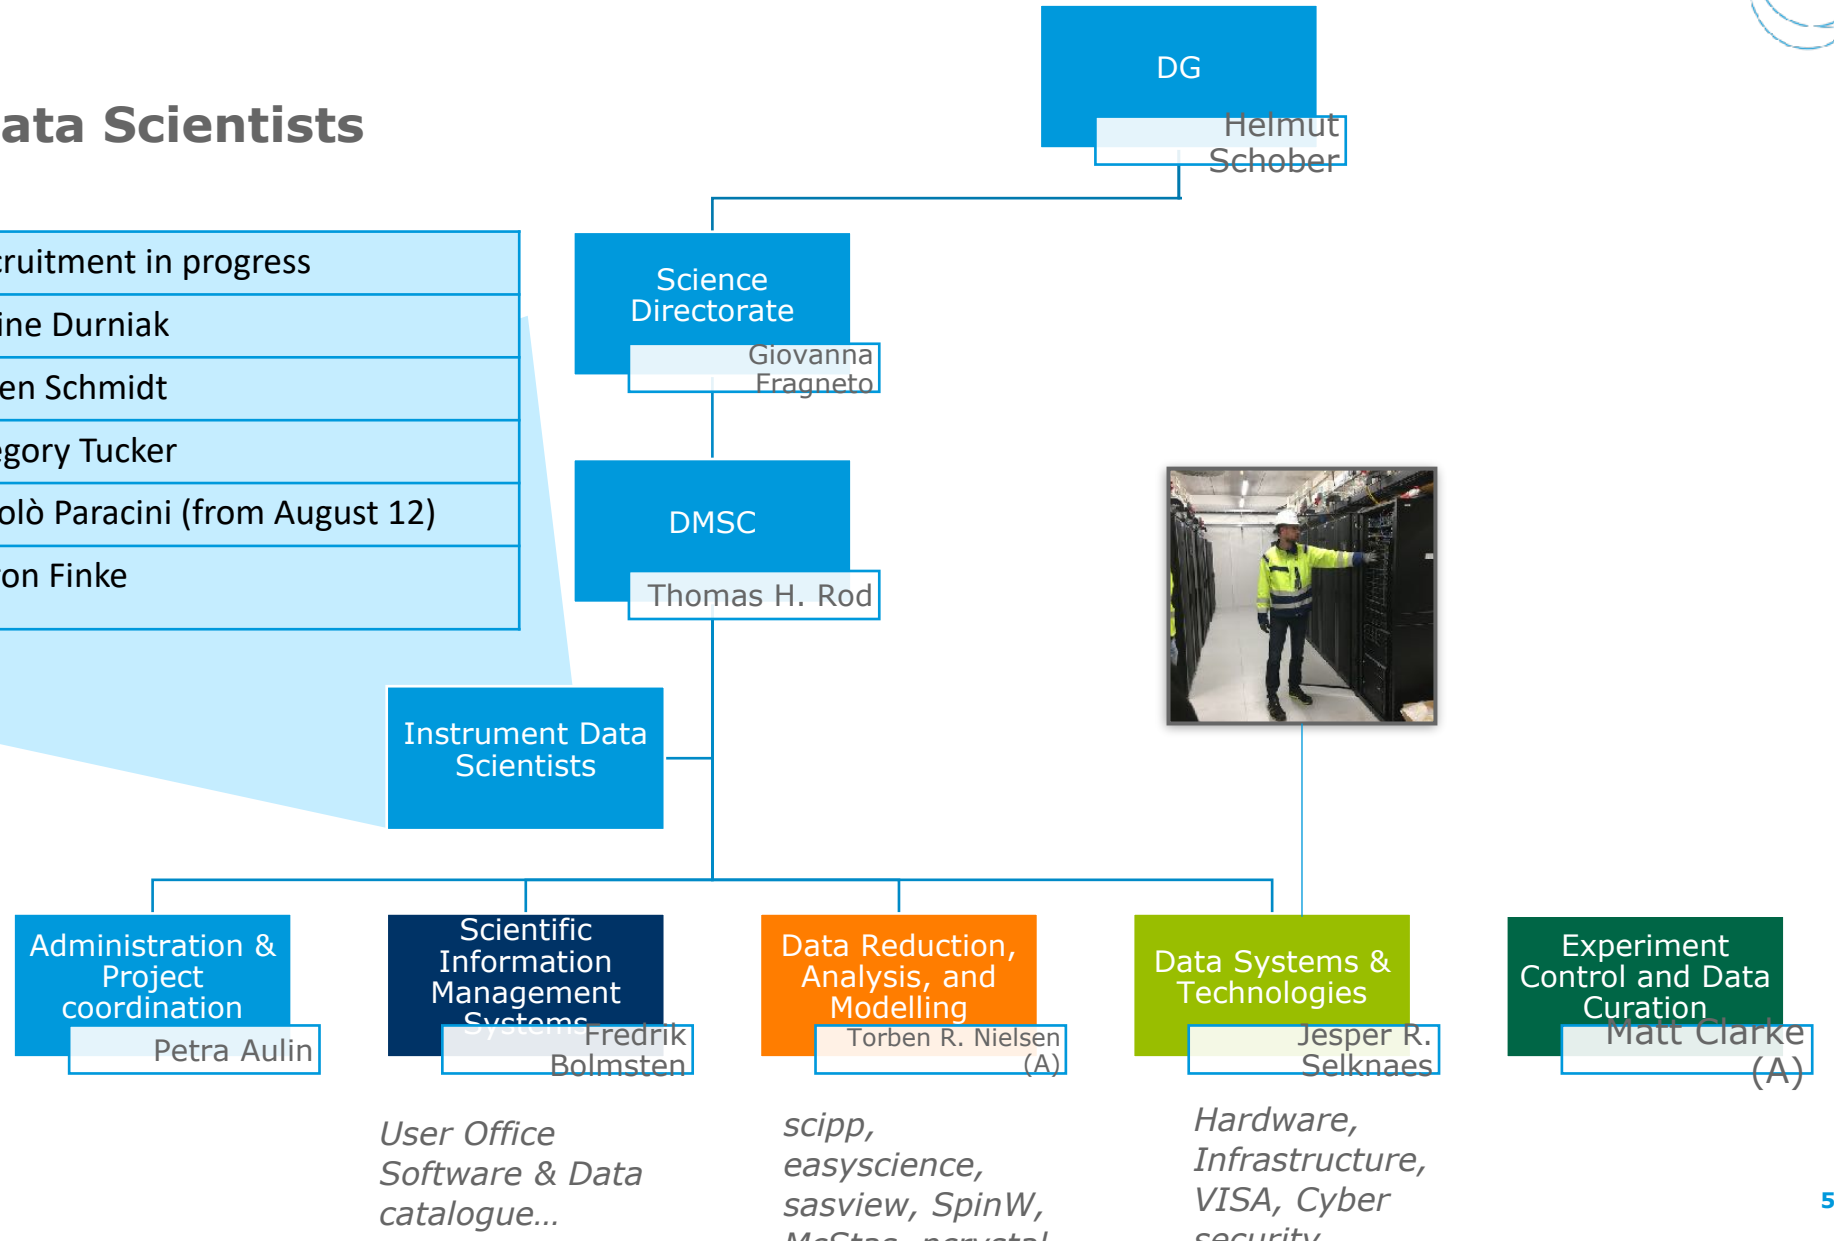 DG
Helmut
Schober
ata Scientists
ruitment in progress
ine Durniak
en Schmidt
gory Tucker
olò Paracini (from August 12)
on Finke
Science
Directorate
Giovanna
Fragneto
DMSC
Thomas H. Rod
Instrument Data
Scientists
Administration &
Project
coordination
Petra Aulin
Scientific
Information
Management
Systems
Fredrik
Bolmsten
Data Reduction,
Analysis, and
Modelling
Torben R. Nielsen
(A)
Data Systems &
Technologies
Jesper R.
Selknaes
Experiment
Control and Data
Curation
Matt Clarke
(A)
User Office
Software & Data
catalogue…
scipp,
easyscience,
sasview, SpinW,
McStas, ncrystal
Hardware,
Infrastructure,
VISA, Cyber
security
5